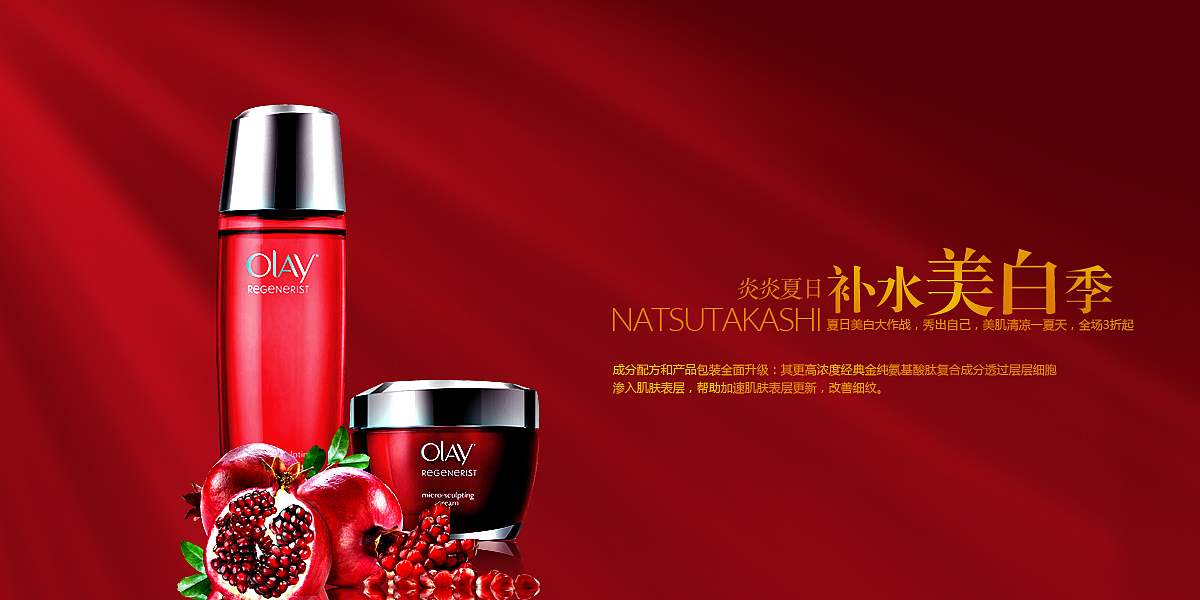 OLAY
REGENERIST
OLAY
REGENERIST
micro-sculpting
cream
炎炎夏日 补水美白季
NATSUTAKASHI
夏日美白大作战，秀出自己，美肌清凉一夏天，全场3折起
成分配方和产品包装全面升级：其更高浓度经典金纯氨基酸肽复合成分透过层层细胞
渗入肌肤表层，帮助加速肌肤表层更新，改善细纹。